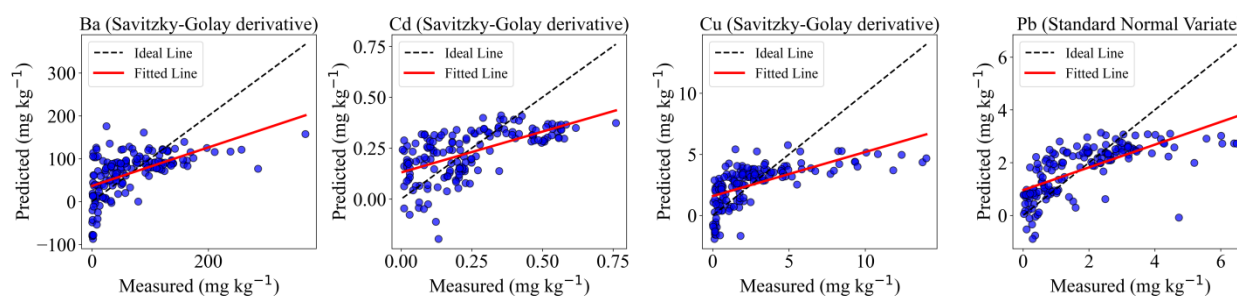 Ba (Savitzky-Golay derivative)
Ideal Line
Fitted Line
300
200
100
0
−100
Predicted (mg kg⁻¹)
0
200
Measured (mg kg⁻¹)
Cd (Savitzky-Golay derivative)
Ideal Line
Fitted Line
0.75
0.50
0.25
0.00
Predicted (mg kg⁻¹)
0.00
0.25
0.50
0.75
Measured (mg kg⁻¹)
Cu (Savitzky-Golay derivative)
Ideal Line
Fitted Line
10
5
0
Predicted (mg kg⁻¹)
0
5
10
Measured (mg kg⁻¹)
Pb (Standard Normal Variate
Ideal Line
Fitted Line
6
4
2
0
Predicted (mg kg⁻¹)
0
2
4
6
Measured (mg kg⁻¹)